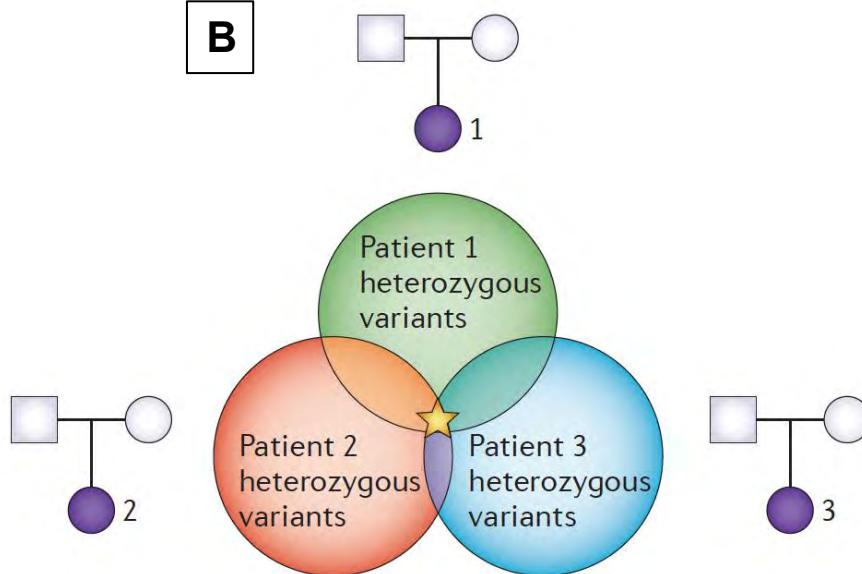 B
1
Patient 1
heterozygous
variants
Patient 2
heterozygous
variants
Patient 3
heterozygous
variants
2
3